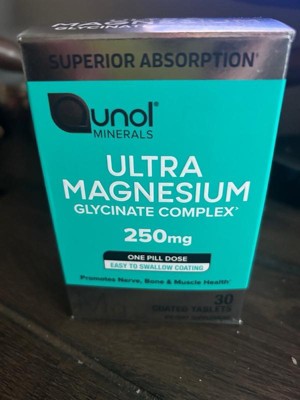 SUPERIOR ABSORPTION*
Qunol®
MINERALS
ULTRA
MAGNESIUM
GLYCINATE COMPLEX*
250mg
ONE PILL DOSE
EASY TO SWALLOW COATING
Promotes Nerve, Bone & Muscle Health*
30
COATED TABLETS